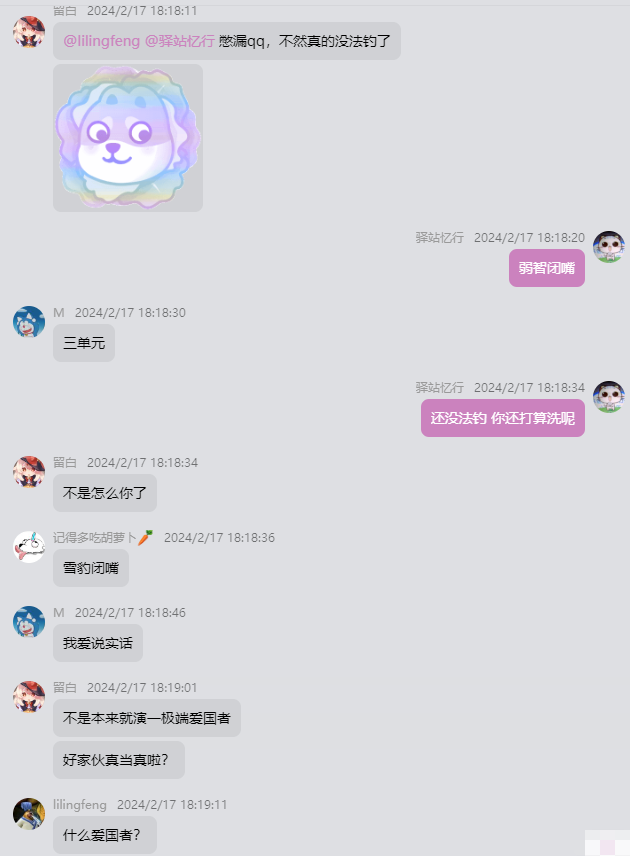 留白 2024/2/17 18:18:11
@lilingfeng @驿站忆行 憋漏qq，不然真的没法钓了
驿站忆行 2024/2/17 18:18:20
弱智闭嘴
M 2024/2/17 18:18:30
三单元
驿站忆行 2024/2/17 18:18:34
还没法钓 你还打算洗呢
留白 2024/2/17 18:18:34
不是怎么你了
记得多吃胡萝卜🥕 2024/2/17 18:18:36
雪豹闭嘴
M 2024/2/17 18:18:46
我爱说实话
留白 2024/2/17 18:19:01
不是本来就演一极端爱国者
好家伙真当真啦？
lilingfeng 2024/2/17 18:19:11
什么爱国者？